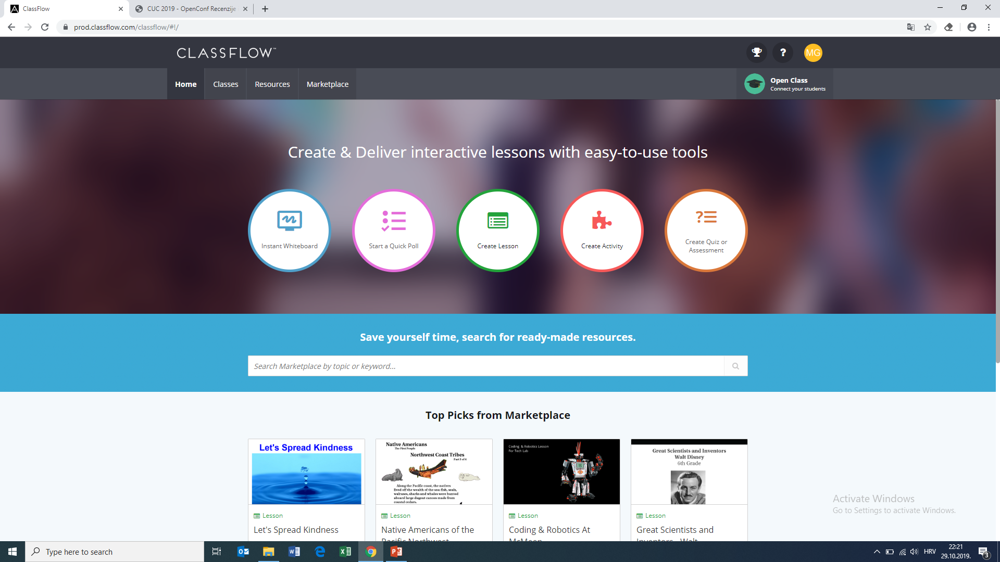 ClassFlow
CUC 2019 - OpenConf Recenzije
prod.classflow.com/classflow/#!/
CLASSFLOW™
?
MG
Home
Classes
Resources
Marketplace
Open Class
Connect your students
Create & Deliver interactive lessons with easy-to-use tools
Instant Whiteboard
Start a Quick Poll
Create Lesson
Create Activity
Create Quiz or
Assessment
Save yourself time, search for ready-made resources.
Search Marketplace by topic or keyword...
Top Picks from Marketplace
Let's Spread Kindness
Native Americans
The First People
Northwest Coast Tribes
Part 3 of 4
Along the Pacific coast, the natives
lived off the wealth of the sea: fish, seals,
walruses, sharks and whales were hunted
aboard large dugout canoes made from
coastal cedars.
Coding & Robotics Lesson
For Tech Lab
Great Scientists and Inventors
Walt Disney
6th Grade
Lesson
Let's Spread Kindness
Lesson
Native Americans of the
Pacific Northwest
Lesson
Coding & Robotics At
McMeen
Lesson
Great Scientists and
Inventors - Walt
Activate Windows
Go to Settings to activate Windows.
Type here to search
HRV
22:21
29.10.2019.
3